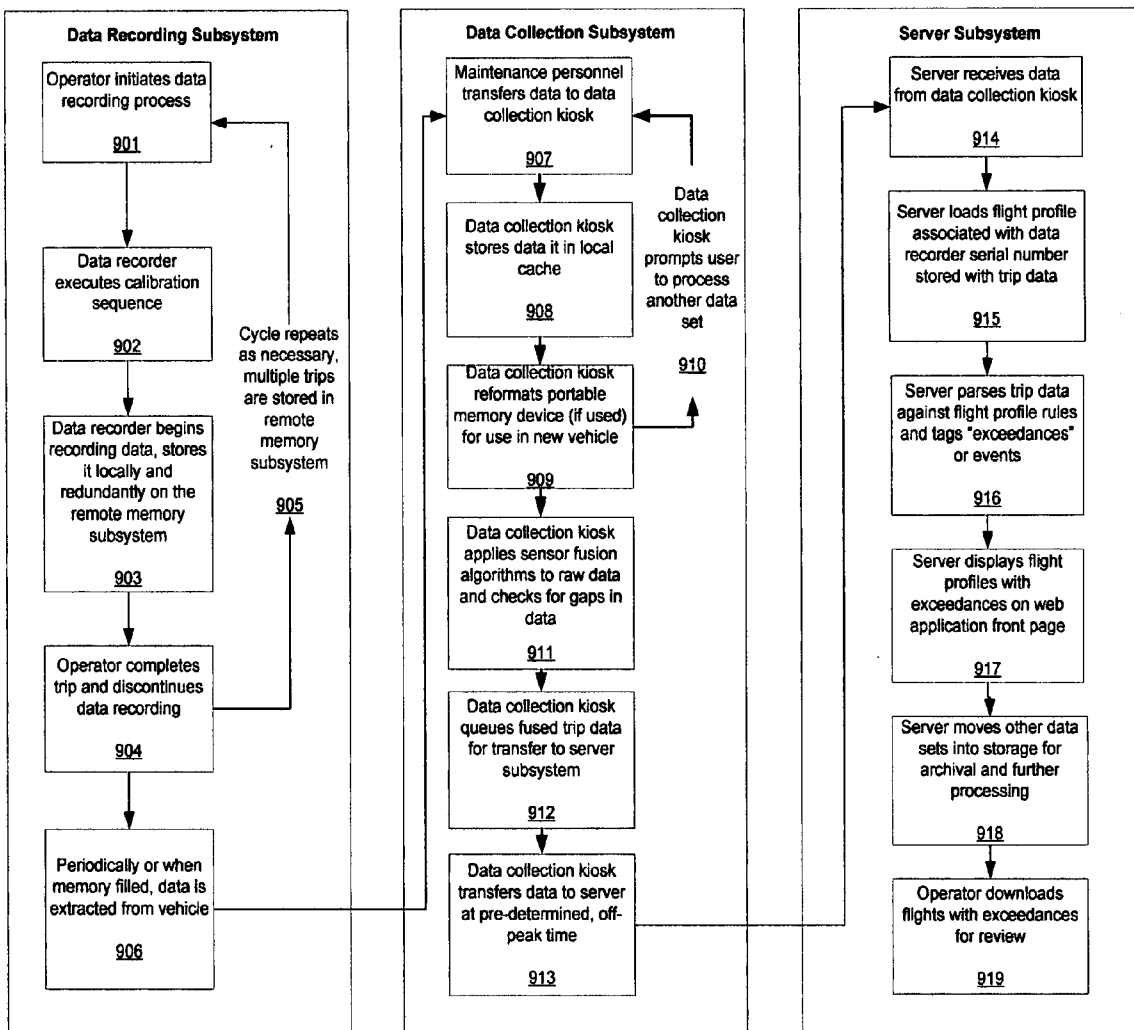 Data Recording Subsystem
Operator initiates data
recording process
901
Data recorder
executes calibration
sequence
902
Cycle repeats
as necessary,
multiple trips
are stored in
remote
memory
subsystem
905
Data recorder begins
recording data, stores
it locally and
redundantly on the
remote memory
subsystem
903
Operator completes
trip and discontinues
data recording
904
Periodically or when
memory filled, data is
extracted from vehicle
906
Data Collection Subsystem
Maintenance personnel
transfers data to data
collection kiosk
907
Data collection kiosk
stores data it in local
cache
908
Data
collection
kiosk
prompts user
to process
another data
set
910
Data collection kiosk
reformats portable
memory device (if used)
for use in new vehicle
909
Data collection kiosk
applies sensor fusion
algorithms to raw data
and checks for gaps in
data
911
Data collection kiosk
queues fused trip data
for transfer to server
subsystem
912
Data collection kiosk
transfers data to server
at pre-determined, off-
peak time
913
Server Subsystem
Server receives data
from data collection kiosk
914
Server loads flight profile
associated with data
recorder serial number
stored with trip data
915
Server parses trip data
against flight profile rules
and tags "exceedances"
or events
916
Server displays flight
profiles with
exceedances on web
application front page
917
Server moves other data
sets into storage for
archival and further
processing
918
Operator downloads
flights with exceedances
for review
919